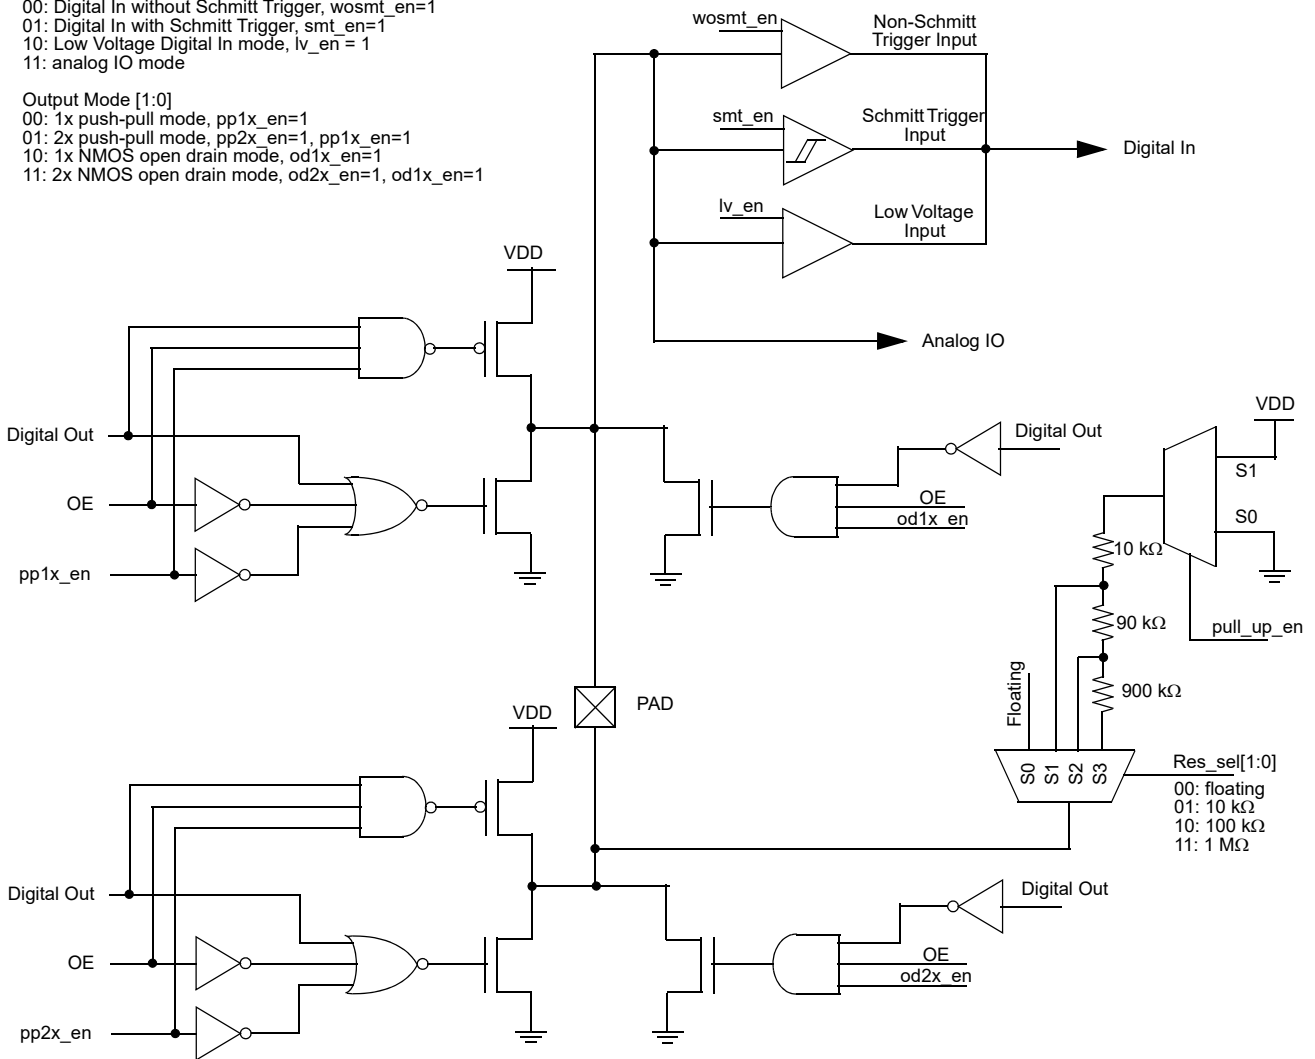 00: Digital In without Schmitt Trigger, wosmt_en=1
01: Digital In with Schmitt Trigger, smt_en=1
10: Low Voltage Digital In mode, lv_en = 1
11: analog IO mode
Output Mode [1:0]
00: 1x push-pull mode, pp1x_en=1
01: 2x push-pull mode, pp2x_en=1, pp1x_en=1
10: 1x NMOS open drain mode, od1x_en=1
11: 2x NMOS open drain mode, od2x_en=1, od1x_en=1
wosmt_en
Non-Schmitt
Trigger Input
smt_en
Schmitt Trigger
Input
Digital In
lv_en
Low Voltage
Input
Analog IO
VDD
Digital Out
OE
pp1x_en
Digital Out
OE
od1x_en
VDD
S1
S0
10 kΩ
90 kΩ
900 kΩ
pull_up_en
Floating
S0
S1
S2
S3
Res_sel[1:0]
00: floating
01: 10 kΩ
10: 100 kΩ
11: 1 MΩ
PAD
VDD
Digital Out
OE
pp2x_en
Digital Out
OE
od2x_en